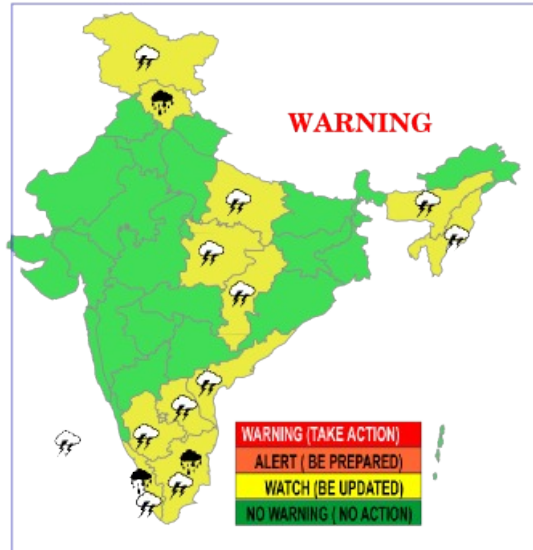 WARNING
WARNING (TAKE ACTION)
ALERT ( BE PREPARED)
WATCH (BE UPDATED)
NO WARNING ( NO ACTION)